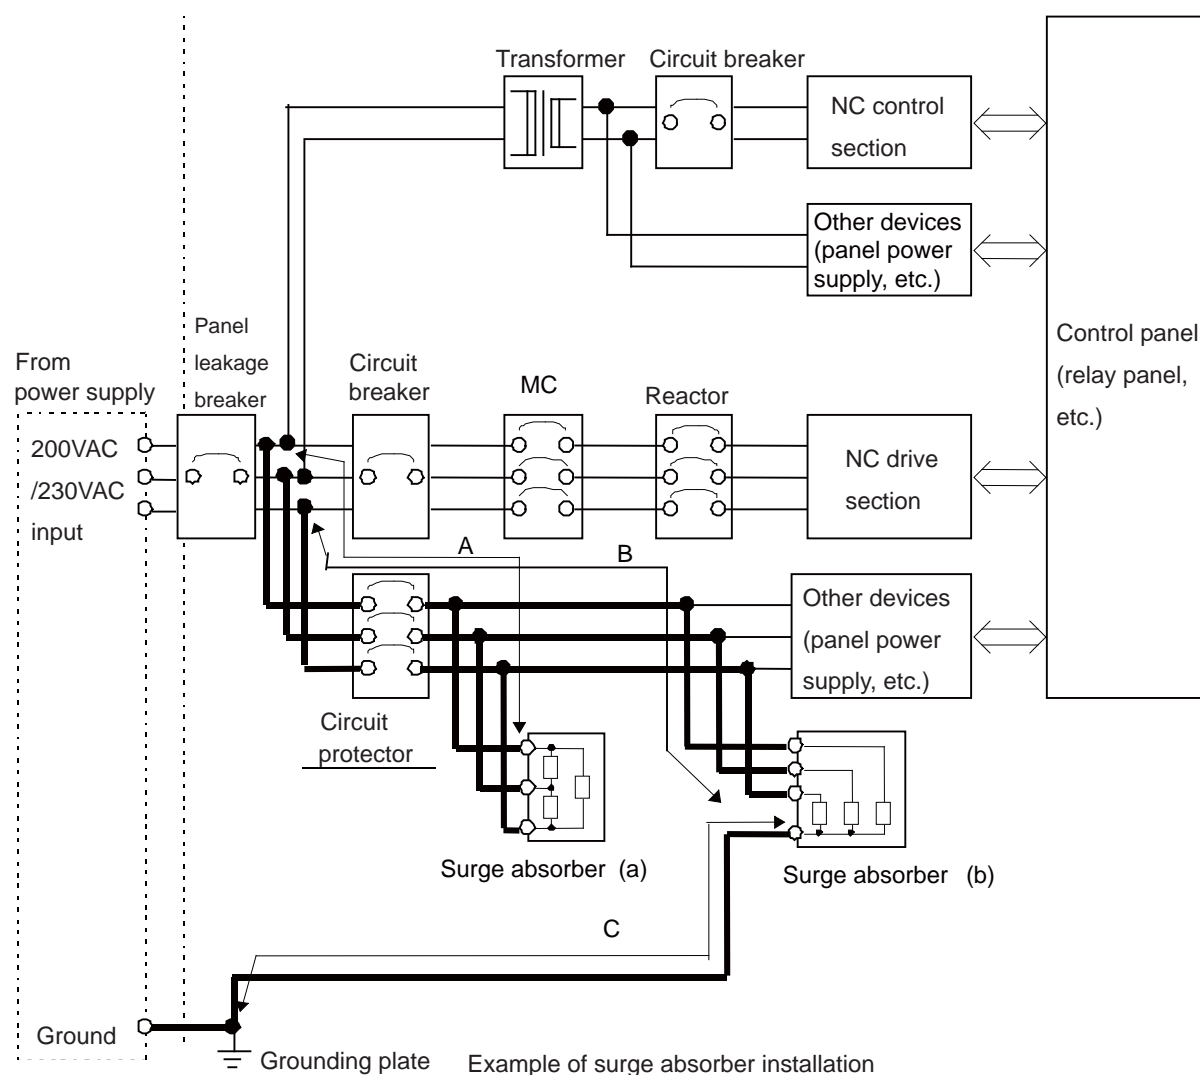 Transformer
Circuit breaker
NC control
section
Other devices
(panel power
supply, etc.)
Control panel
(relay panel,
etc.)
Panel
leakage
breaker
From
power supply
200VAC
/230VAC
input
Circuit
breaker
MC
Reactor
NC drive
section
A
B
Other devices
(panel power
supply, etc.)
Circuit
protector
Surge absorber (a)
Surge absorber (b)
C
Ground
Grounding plate
Example of surge absorber installation